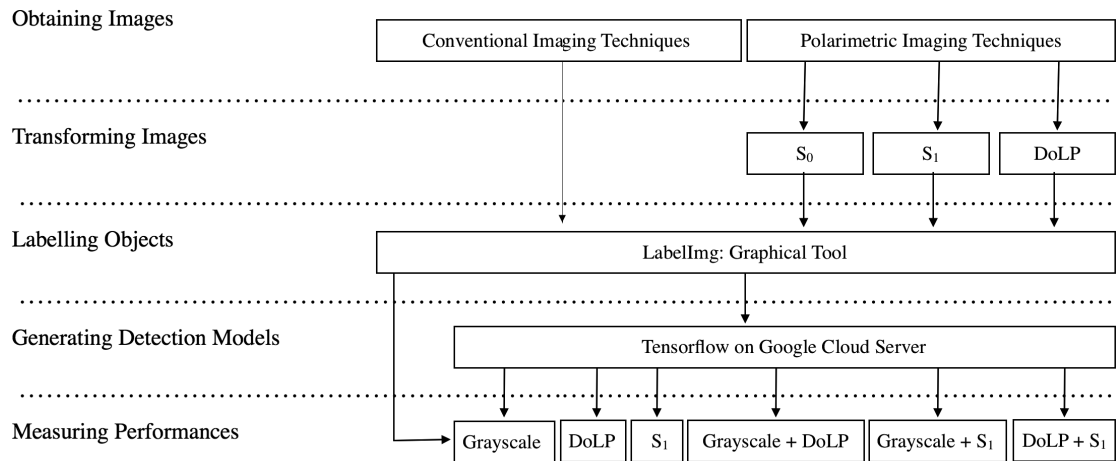 Obtaining Images
Conventional Imaging Techniques
Polarimetric Imaging Techniques
Transforming Images
S₀
S₁
DoLP
Labelling Objects
LabelImg: Graphical Tool
Generating Detection Models
Tensorflow on Google Cloud Server
Measuring Performances
Grayscale
DoLP
S₁
Grayscale + DoLP
Grayscale + S₁
DoLP + S₁